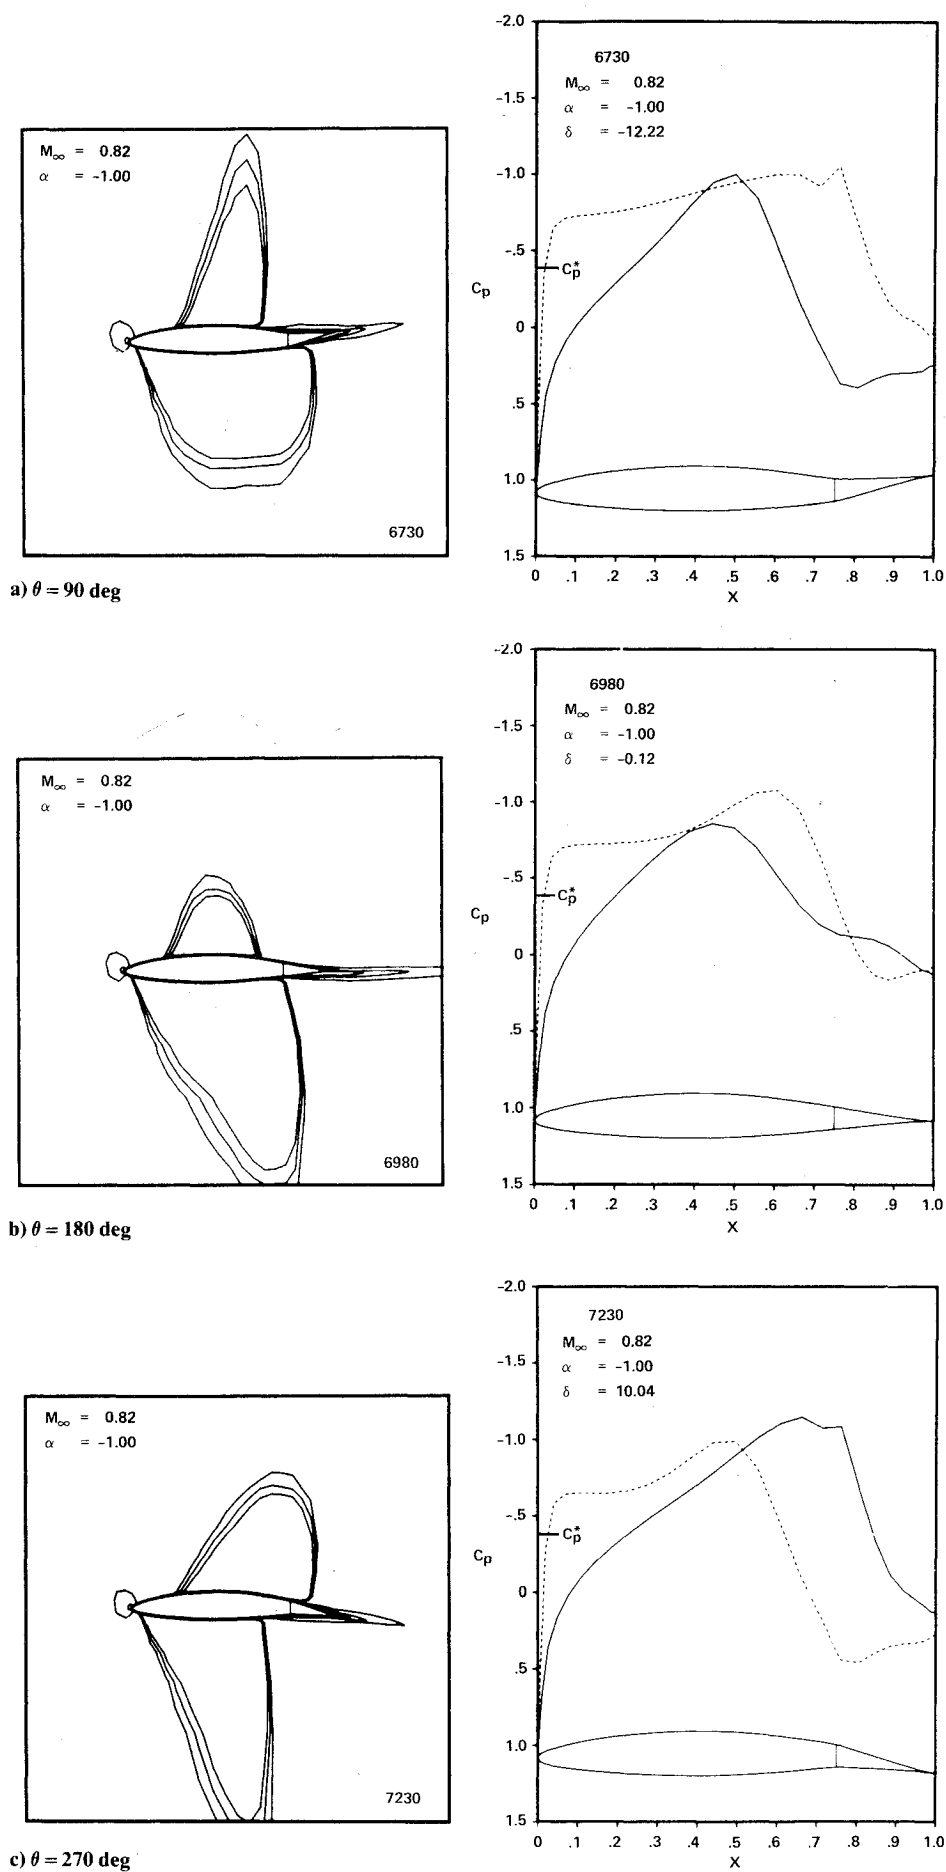 M∞ = 0.82
α = -1.00
6730
-2.0
-1.5
-1.0
-.5
0
.5
1.0
1.5
Cp
6730
M∞ = 0.82
α = -1.00
δ = -12.22
Cp*
0 .1 .2 .3 .4 .5 .6 .7 .8 .9 1.0
X
a) θ = 90 deg
M∞ = 0.82
α = -1.00
6980
-2.0
-1.5
-1.0
-.5
0
.5
1.0
1.5
Cp
6980
M∞ = 0.82
α = -1.00
δ = -0.12
Cp*
0 .1 .2 .3 .4 .5 .6 .7 .8 .9 1.0
X
b) θ = 180 deg
M∞ = 0.82
α = -1.00
7230
-2.0
-1.5
-1.0
-.5
0
.5
1.0
1.5
Cp
7230
M∞ = 0.82
α = -1.00
δ = 10.04
Cp*
0 .1 .2 .3 .4 .5 .6 .7 .8 .9 1.0
X
c) θ = 270 deg